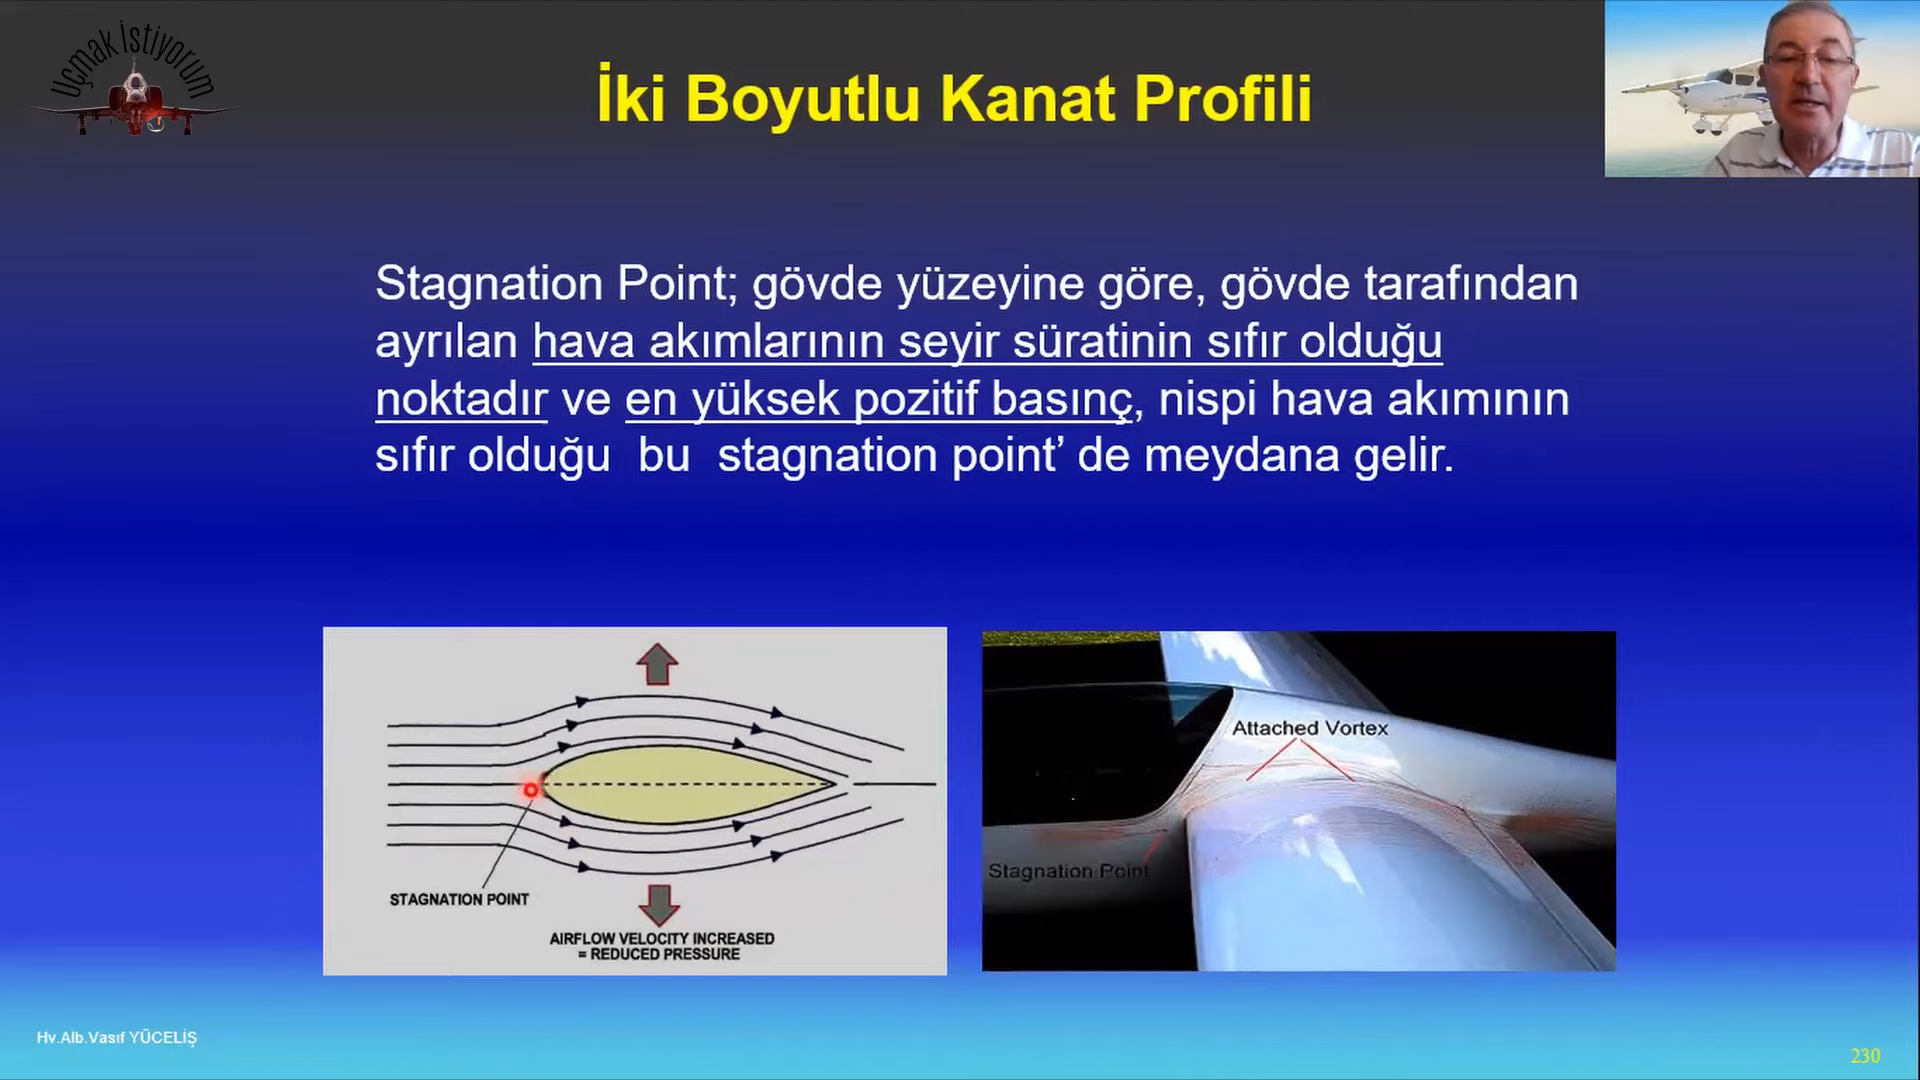 Uçmak İstiyorum
İki Boyutlu Kanat Profili
Stagnation Point; gövde yüzeyine göre, gövde tarafından
ayrılan hava akımlarının seyir süratinin sıfır olduğu
noktadır ve en yüksek pozitif basınç, nispi hava akımının
sıfır olduğu bu stagnation point’ de meydana gelir.
STAGNATION POINT
AIRFLOW VELOCITY INCREASED
= REDUCED PRESSURE
Attached Vortex
Stagnation Point
Hv.Alb.Vasıf YÜCELİŞ
230